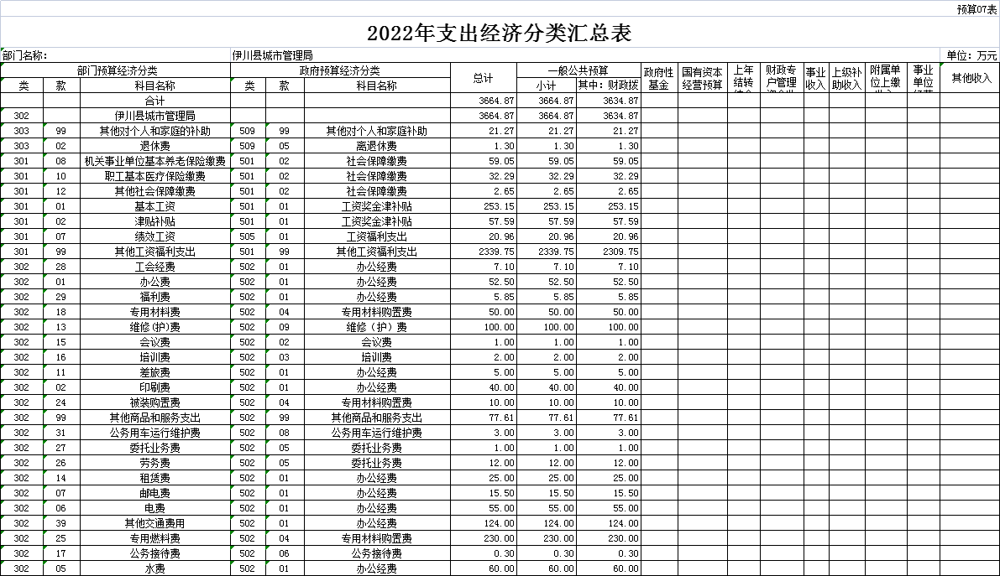 预算07表
2022年支出经济分类汇总表
部门名称： 伊川县城市管理局 单位：万元
部门预算经济分类 政府预算经济分类 总计 一般公共预算 政府性基金 国有资本经营预算 上年结转 财政专户管理 事业收入 上级补助收入 附属单位上缴 事业单位 其他收入
类 款 科目名称 类 款 科目名称 小计 其中：财政拨
合计 3664.87 3664.87 3634.87
302 伊川县城市管理局 3664.87 3664.87 3634.87
303 99 其他对个人和家庭的补助 509 99 其他对个人和家庭补助 21.27 21.27 21.27
303 02 退休费 509 05 离退休费 1.30 1.30 1.30
301 08 机关事业单位基本养老保险缴费 501 02 社会保障缴费 59.05 59.05 59.05
301 10 职工基本医疗保险缴费 501 02 社会保障缴费 32.29 32.29 32.29
301 12 其他社会保障缴费 501 02 社会保障缴费 2.65 2.65 2.65
301 01 基本工资 501 01 工资奖金津补贴 253.15 253.15 253.15
301 02 津贴补贴 501 01 工资奖金津补贴 57.59 57.59 57.59
301 07 绩效工资 505 01 工资福利支出 20.96 20.96 20.96
301 99 其他工资福利支出 501 99 其他工资福利支出 2339.75 2339.75 2309.75
302 28 工会经费 502 01 办公经费 7.10 7.10 7.10
302 01 办公费 502 01 办公经费 52.50 52.50 52.50
302 29 福利费 502 01 办公经费 5.85 5.85 5.85
302 18 专用材料费 502 04 专用材料购置费 50.00 50.00 50.00
302 13 维修(护)费 502 09 维修（护）费 100.00 100.00 100.00
302 15 会议费 502 02 会议费 1.00 1.00 1.00
302 16 培训费 502 03 培训费 2.00 2.00 2.00
302 11 差旅费 502 01 办公经费 5.00 5.00 5.00
302 02 印刷费 502 01 办公经费 40.00 40.00 40.00
302 24 被装购置费 502 04 专用材料购置费 10.00 10.00 10.00
302 99 其他商品和服务支出 502 99 其他商品和服务支出 77.61 77.61 77.61
302 31 公务用车运行维护费 502 08 公务用车运行维护费 3.00 3.00 3.00
302 27 委托业务费 502 05 委托业务费 1.00 1.00 1.00
302 26 劳务费 502 05 委托业务费 12.00 12.00 12.00
302 14 租赁费 502 01 办公经费 25.00 25.00 25.00
302 07 邮电费 502 01 办公经费 15.50 15.50 15.50
302 06 电费 502 01 办公经费 55.00 55.00 55.00
302 39 其他交通费用 502 01 办公经费 124.00 124.00 124.00
302 25 专用燃料费 502 04 专用材料购置费 230.00 230.00 230.00
302 17 公务接待费 502 06 公务接待费 0.30 0.30 0.30
302 05 水费 502 01 办公经费 60.00 60.00 60.00